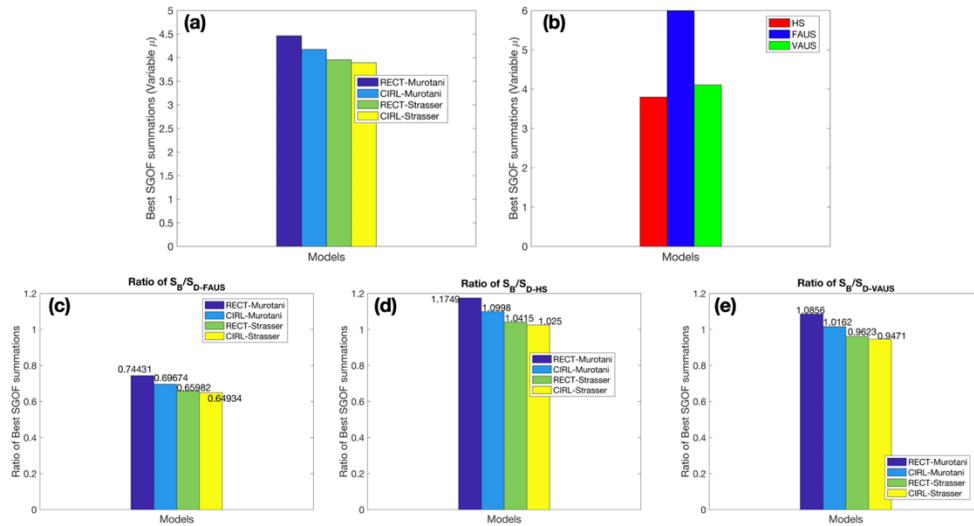 (a)
Best SGOF summations (Variable μ)
5
4.5
4
3.5
3
2.5
2
1.5
1
0.5
0
RECT-Murotani
CIRL-Murotani
RECT-Strasser
CIRL-Strasser
Models
(b)
Best SGOF summations (Variable μ)
6
5
4
3
2
1
0
HS
FAUS
VAUS
Models
Ratio of S_B/S_D-FAUS
(c)
Ratio of Best SGOF summations
1.2
1
0.8
0.6
0.4
0.2
0
RECT-Murotani
CIRL-Murotani
RECT-Strasser
CIRL-Strasser
0.74431
0.69674
0.65982
0.64934
Models
Ratio of S_B/S_D-HS
(d)
Ratio of Best SGOF summations
1.2
1
0.8
0.6
0.4
0.2
0
1.1749
1.0998
1.0415
1.025
RECT-Murotani
CIRL-Murotani
RECT-Strasser
CIRL-Strasser
Models
Ratio of S_B/S_D-VAUS
(e)
Ratio of Best SGOF summations
1.2
1
0.8
0.6
0.4
0.2
0
1.0856
1.0162
0.9623
0.9471
RECT-Murotani
CIRL-Murotani
RECT-Strasser
CIRL-Strasser
Models